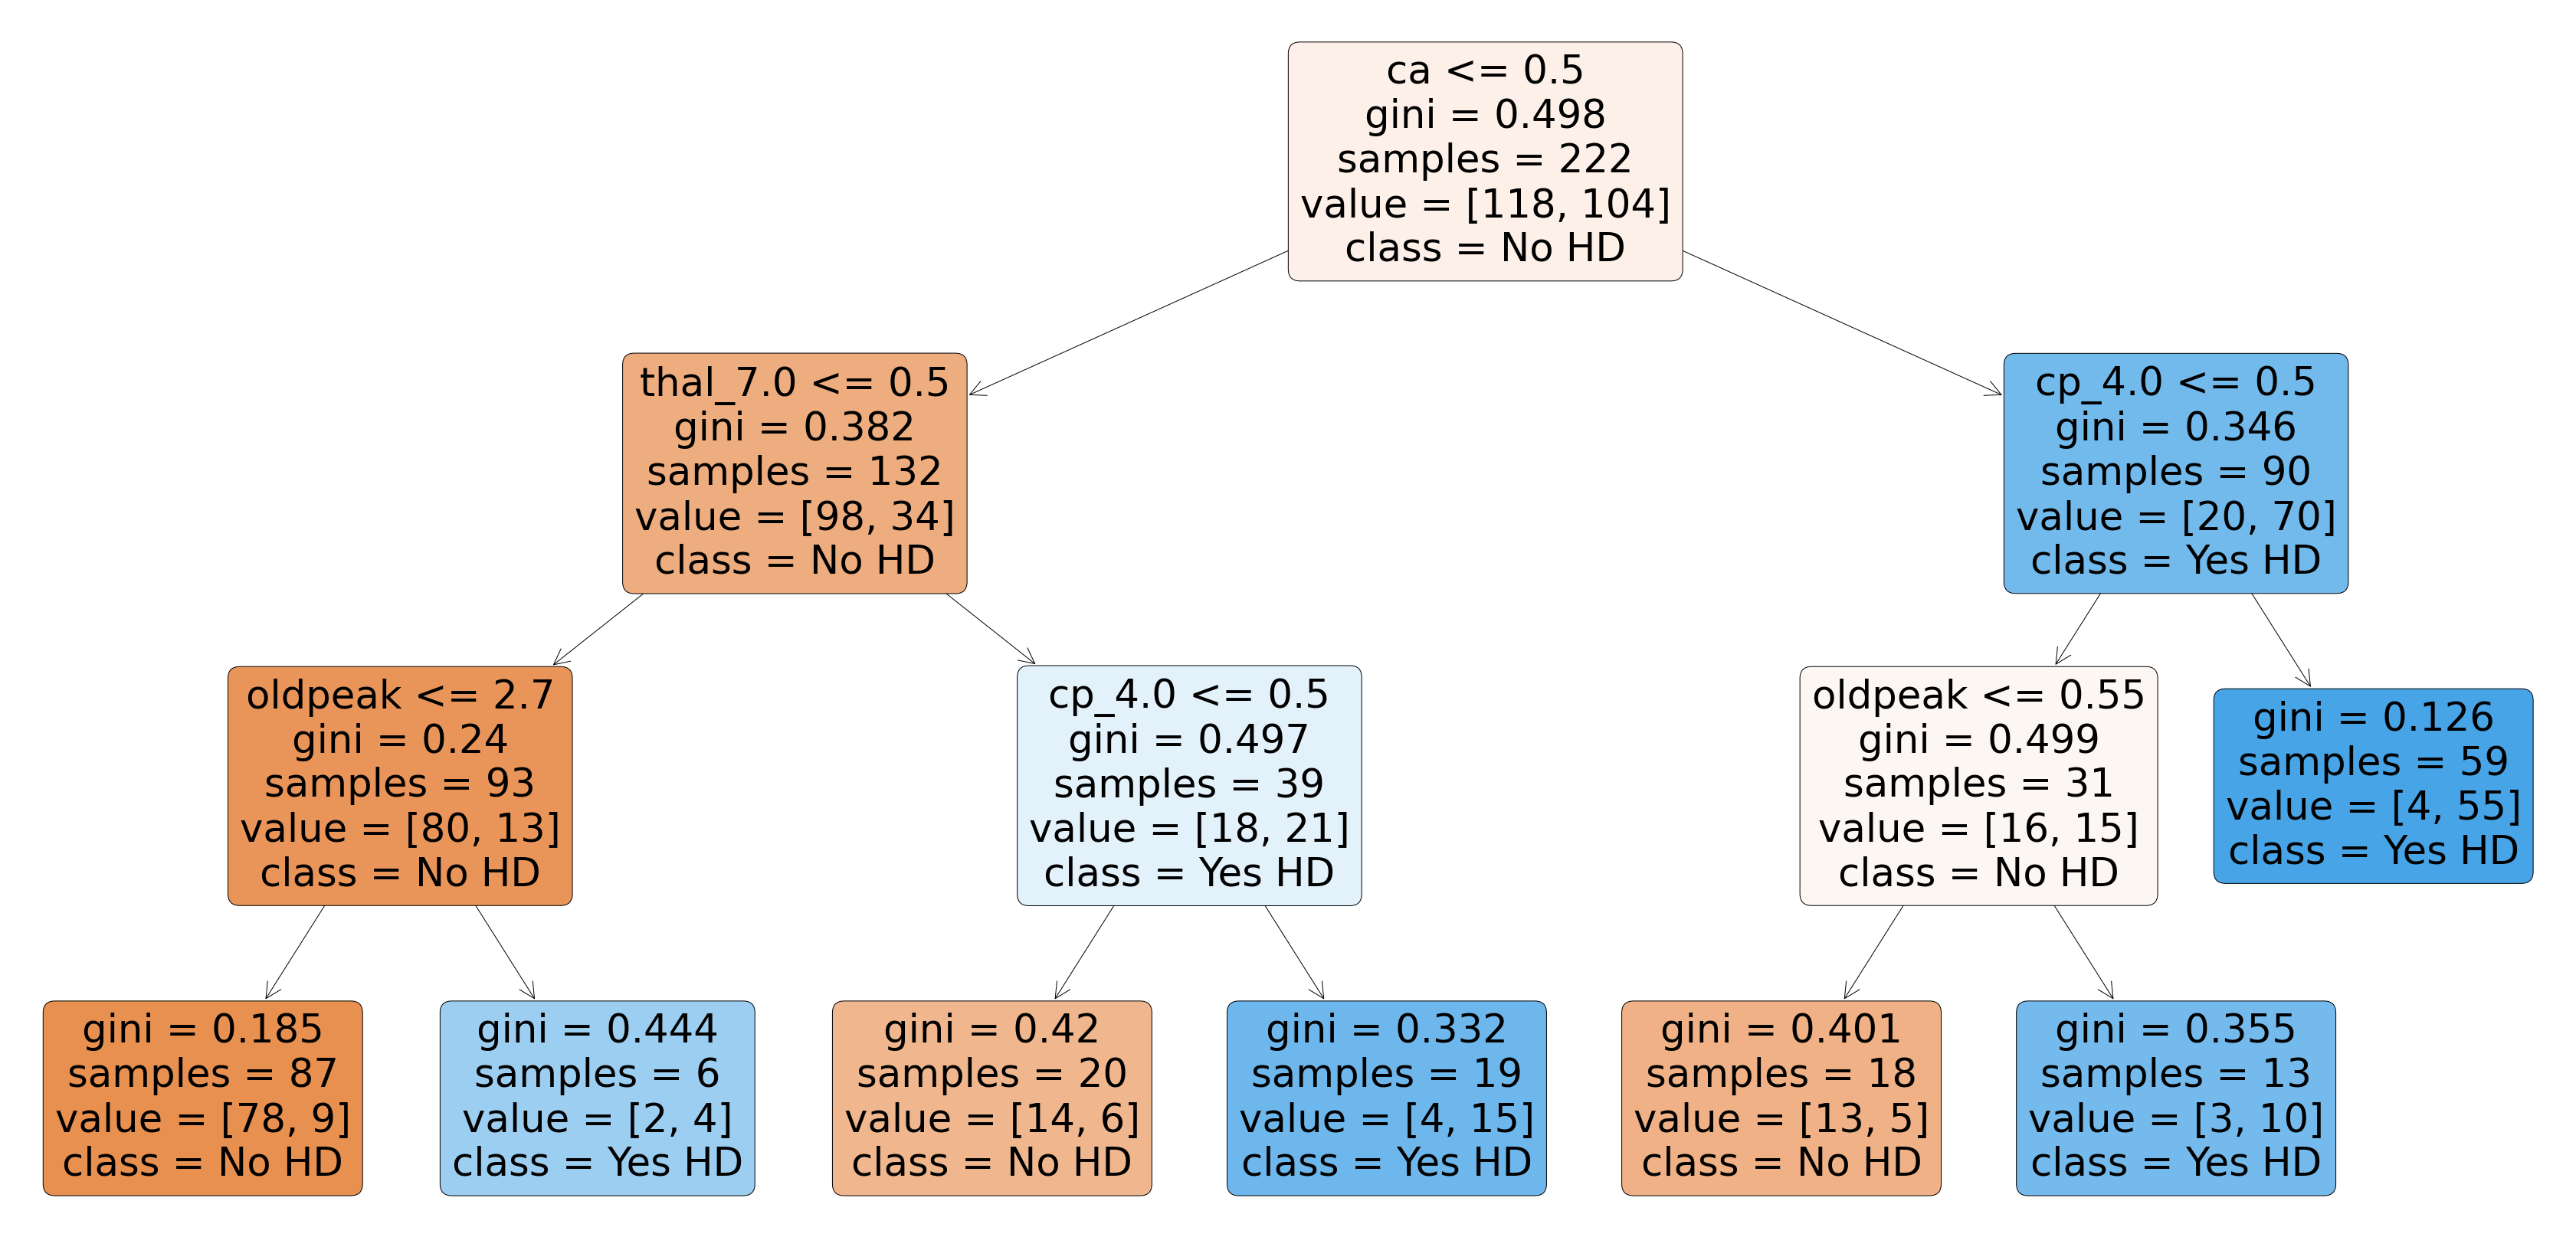 ca <= 0.5
gini = 0.498
samples = 222
value = [118, 104]
class = No HD
thal_7.0 <= 0.5
gini = 0.382
samples = 132
value = [98, 34]
class = No HD
cp_4.0 <= 0.5
gini = 0.346
samples = 90
value = [20, 70]
class = Yes HD
oldpeak <= 2.7
gini = 0.24
samples = 93
value = [80, 13]
class = No HD
cp_4.0 <= 0.5
gini = 0.497
samples = 39
value = [18, 21]
class = Yes HD
oldpeak <= 0.55
gini = 0.499
samples = 31
value = [16, 15]
class = No HD
gini = 0.126
samples = 59
value = [4, 55]
class = Yes HD
gini = 0.185
samples = 87
value = [78, 9]
class = No HD
gini = 0.444
samples = 6
value = [2, 4]
class = Yes HD
gini = 0.42
samples = 20
value = [14, 6]
class = No HD
gini = 0.332
samples = 19
value = [4, 15]
class = Yes HD
gini = 0.401
samples = 18
value = [13, 5]
class = No HD
gini = 0.355
samples = 13
value = [3, 10]
class = Yes HD